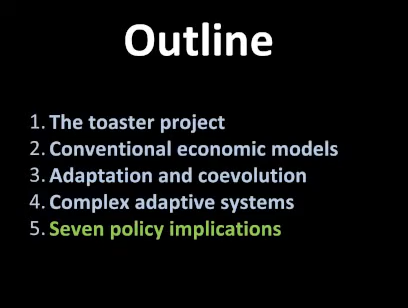 Outline
1. The toaster project
2. Conventional economic models
3. Adaptation and coevolution
4. Complex adaptive systems
5. Seven policy implications